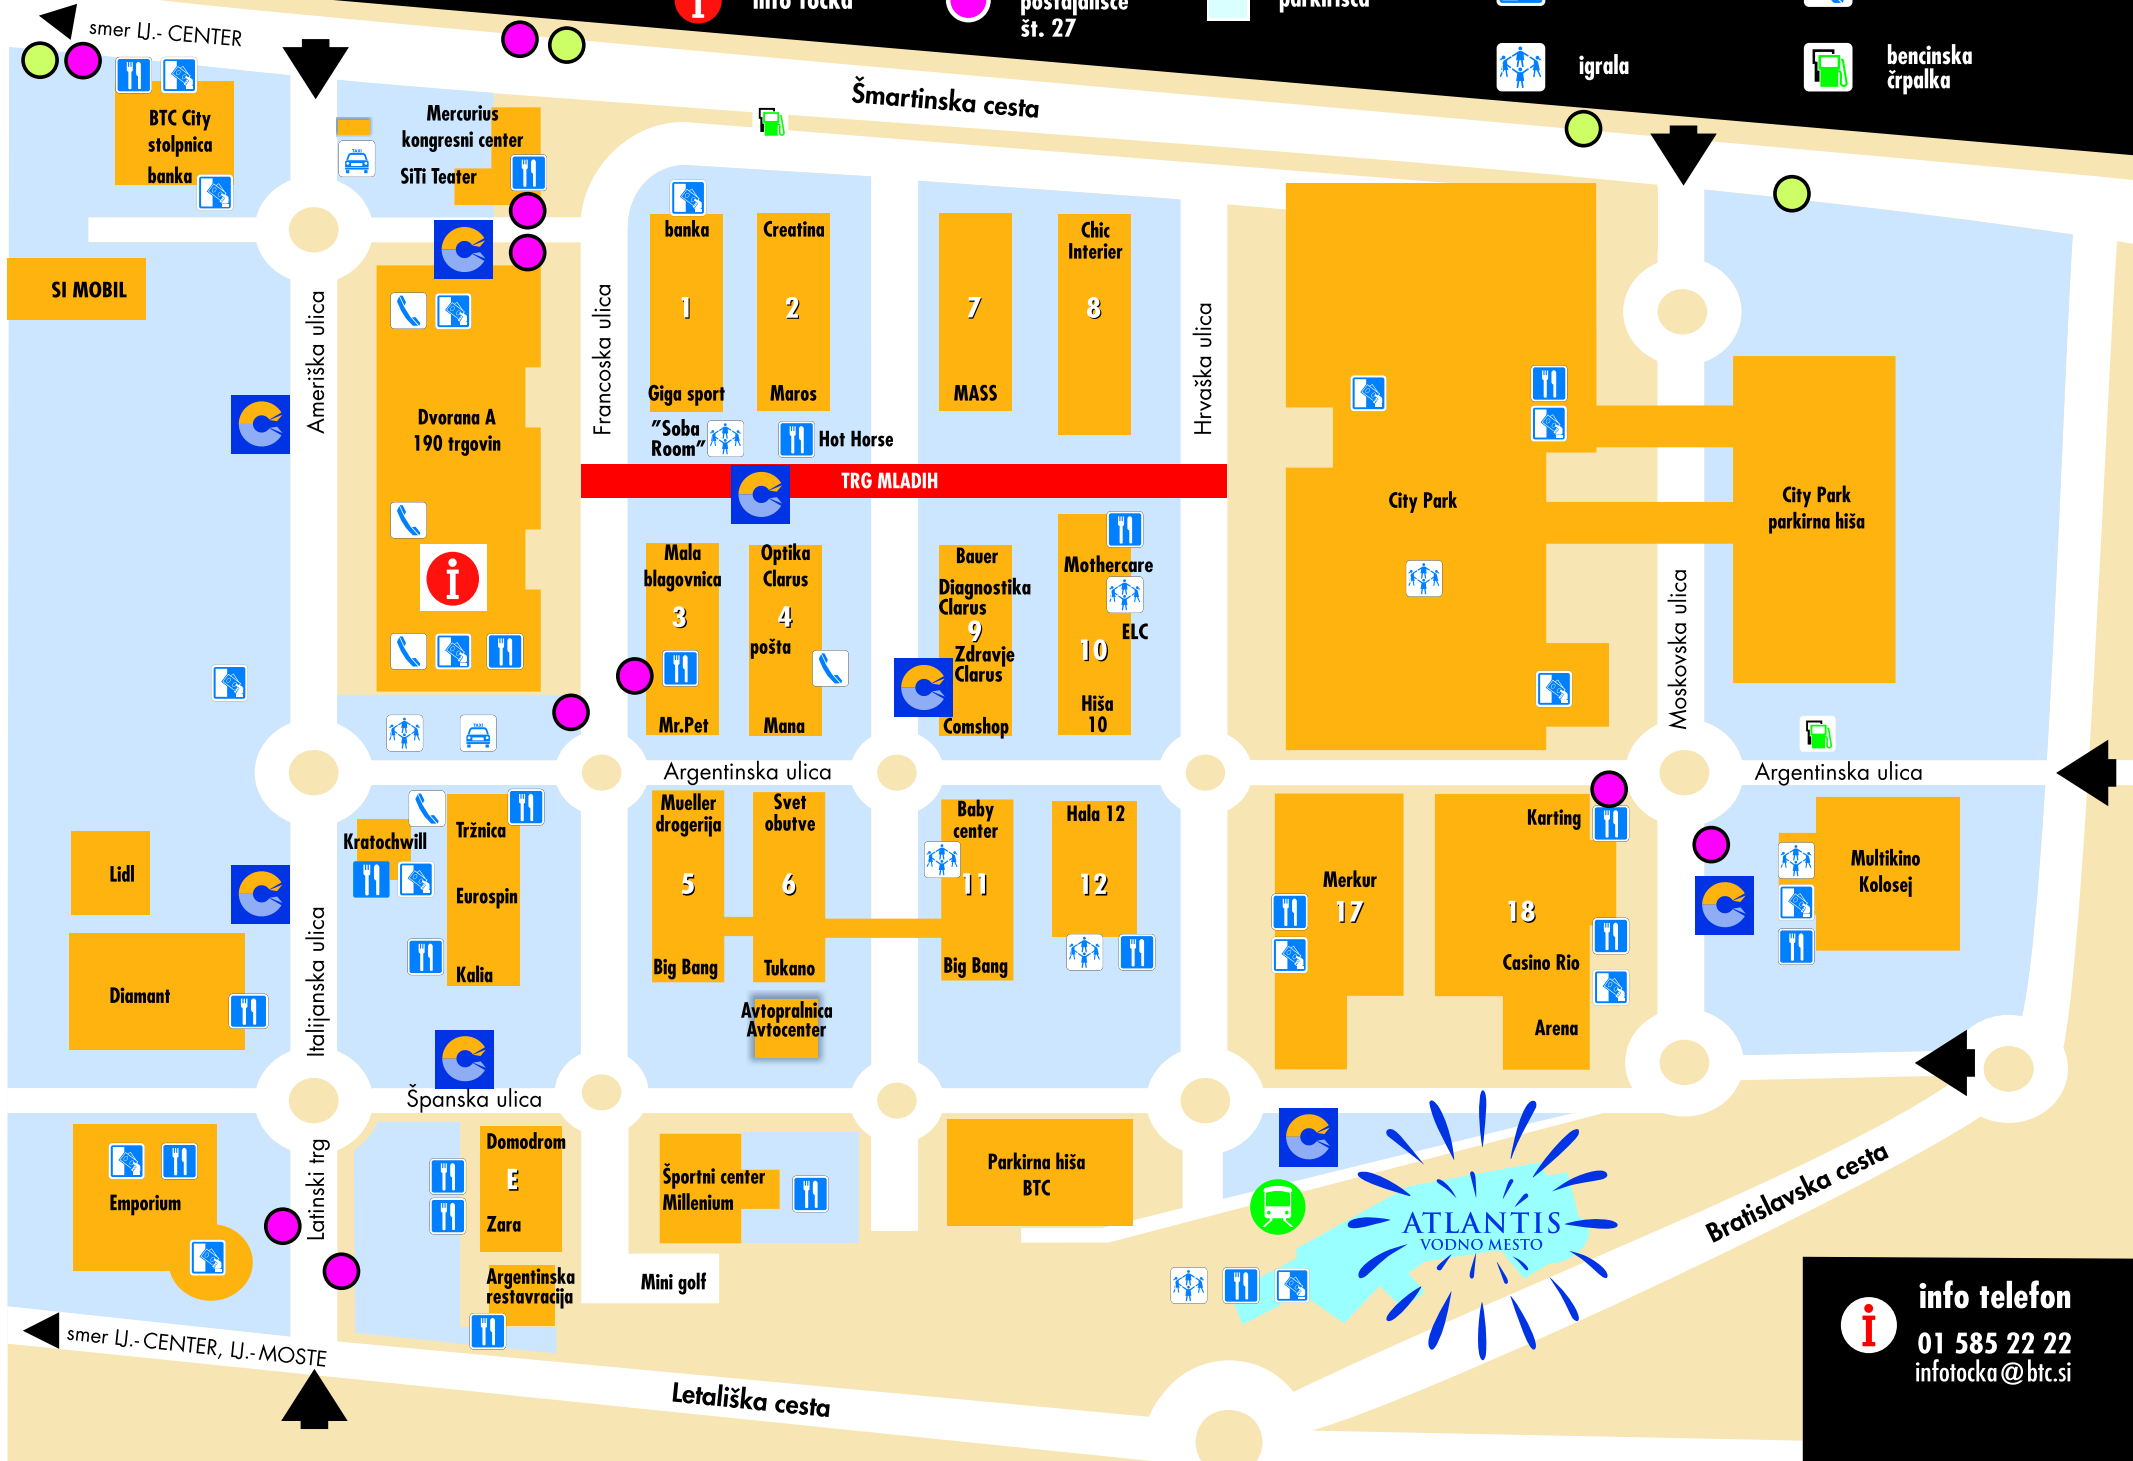 info točka
postajališče
št. 27
parkirišča
igrala
bencinska
črpalka
smer LJ.- CENTER
Šmartinska cesta
BTC City
stolpnica
banka
Mercurius
kongresni center
SiTi Teater
TAXI
SI MOBIL
Ameriška ulica
Francoska ulica
Hrvaška ulica
Dvorana A
190 trgovin
banka
1
Giga sport
Creatina
2
Maros
7
MASS
Chic
Interier
8
"Soba
Room"
Hot Horse
TRG MLADIH
City Park
City Park
parkirna hiša
Moskovska ulica
i
Mala
blagovnica
3
Mr.Pet
Optika
Clarus
4
pošta
Mana
Bauer
Diagnostika
Clarus
9
Zdravje
Clarus
Comshop
Mothercare
ELC
10
Hiša
10
TAXI
Argentinska ulica
Argentinska ulica
Kratochwill
Tržnica
Eurospin
Kalia
Mueller
drogerija
5
Big Bang
Svet
obutve
6
Tukano
Avtopralnica
Avtocenter
Baby
center
11
Big Bang
Hala 12
12
Merkur
17
Karting
18
Casino Rio
Arena
Multikino
Kolosej
Lidl
Diamant
Italijanska ulica
Španska ulica
Latinski trg
Emporium
Domodrom
E
Zara
Argentinska
restavracija
Športni center
Millenium
Mini golf
Parkirna hiša
BTC
ATLANTIS
VODNO MESTO
Bratislavska cesta
smer LJ.- CENTER, LJ.- MOSTE
Letališka cesta
i
info telefon
01 585 22 22
infotocka@btc.si